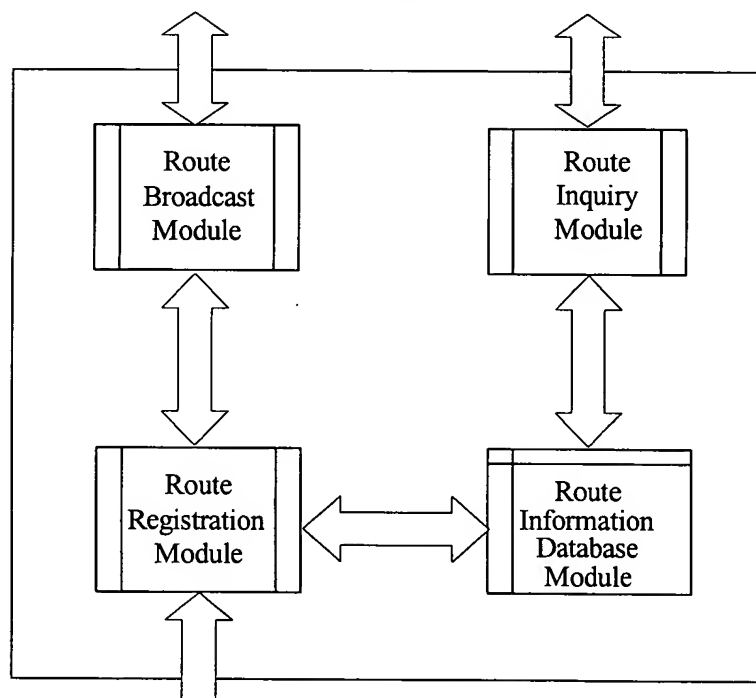 Route
Broadcast
Module
Route
Inquiry
Module
Route
Registration
Module
Route
Information
Database
Module